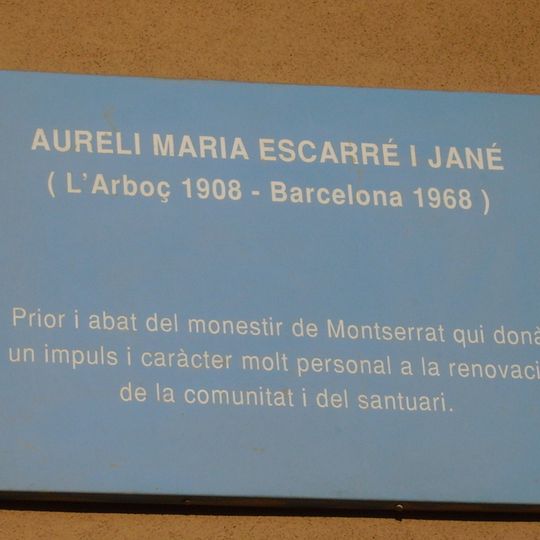 AURELI MARIA ESCARRÉ I JANÉ
( L'Arboç 1908 - Barcelona 1968 )
Prior i abat del monestir de Montserrat qui donà
un impuls i caràcter molt personal a la renovaci
de la comunitat i del santuari.